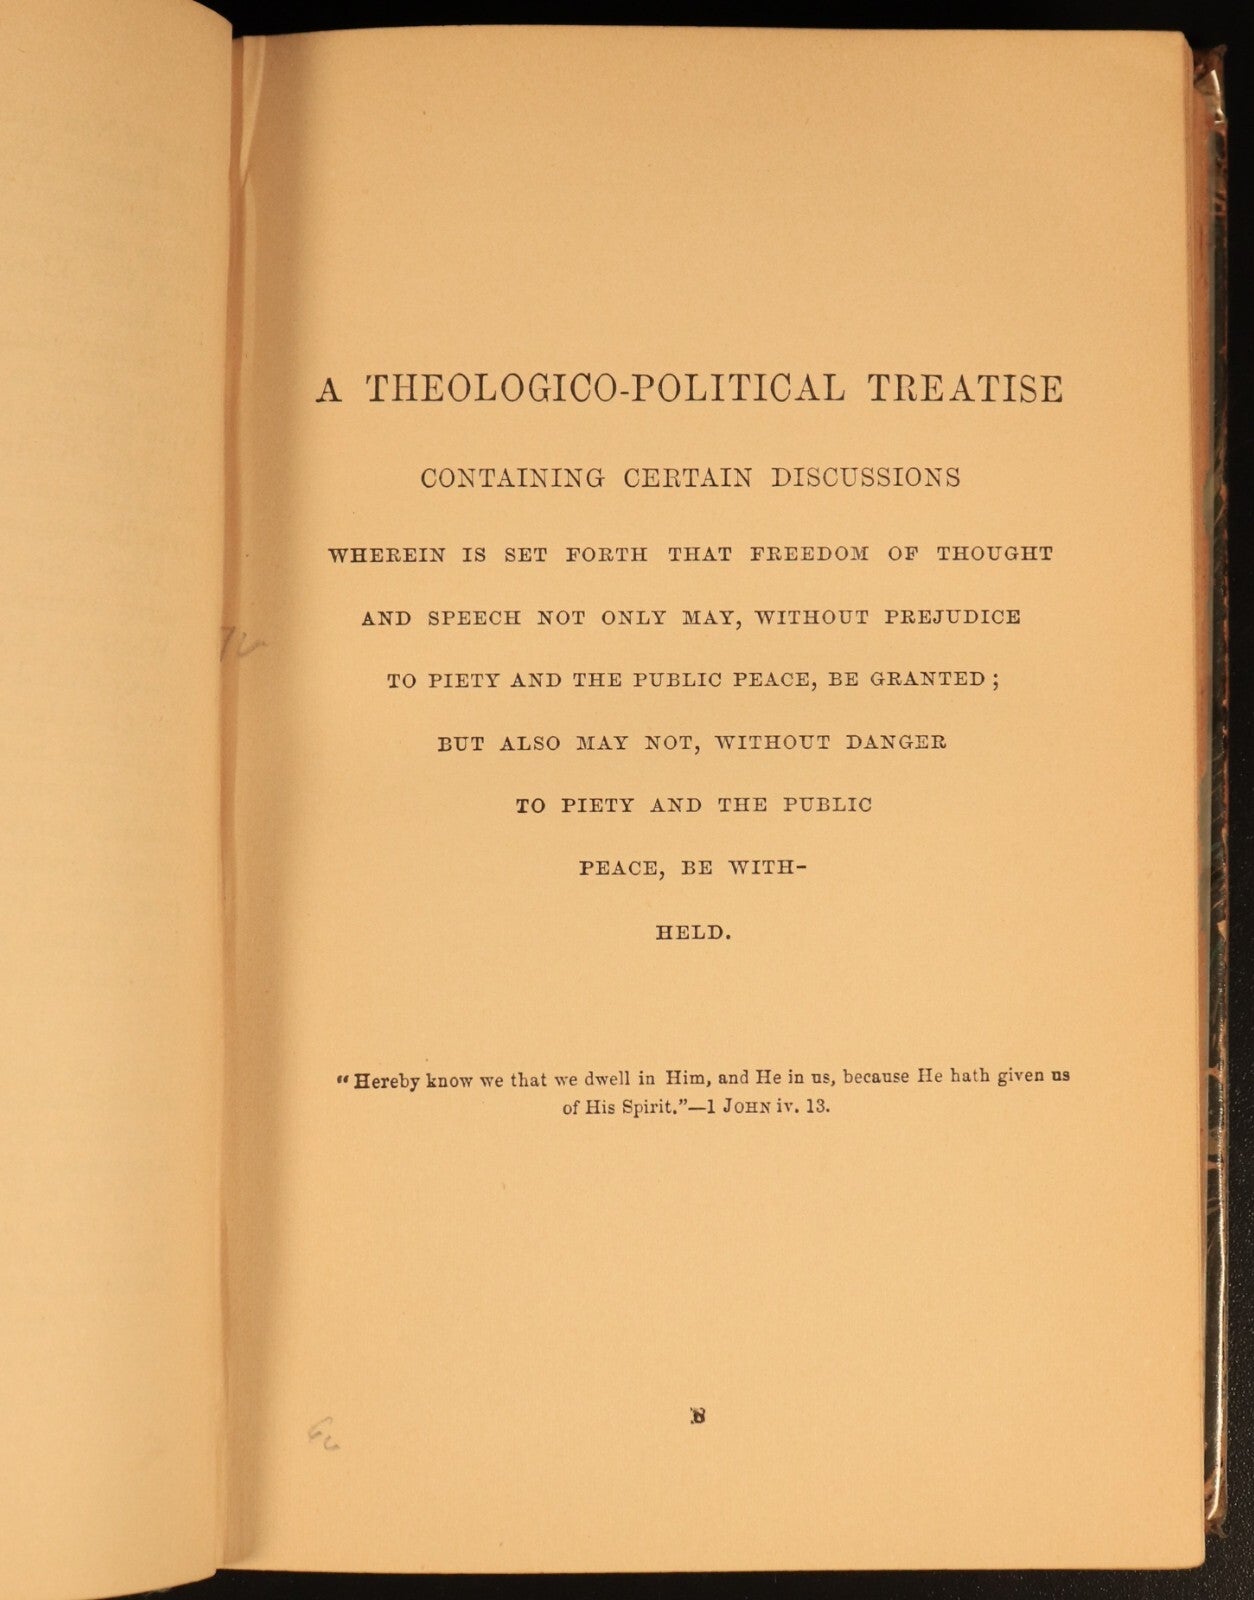 A THEOLOGICO-POLITICAL TREATISE
CONTAINING CERTAIN DISCUSSIONS
WHEREIN IS SET FORTH THAT FREEDOM OF THOUGHT
AND SPEECH NOT ONLY MAY, WITHOUT PREJUDICE
TO PIETY AND THE PUBLIC PEACE, BE GRANTED ;
BUT ALSO MAY NOT, WITHOUT DANGER
TO PIETY AND THE PUBLIC
PEACE, BE WITH-
HELD.
“Hereby know we that we dwell in Him, and He in us, because He hath given us
of His Spirit.”—1 JOHN iv. 13.